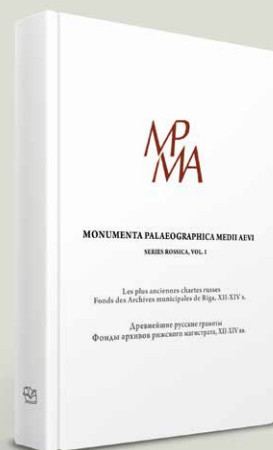 MP
MA
MONUMENTA PALAEOGRAPHICA MEDII AEVI
SERIES ROSSICA, VOL. I
Les plus anciennes chartes russes
Fonds des Archives municipales de Riga, XII-XIV s.
Древнейшие русские грамоты
Фонды архивов рижского магистрата, XII-XIV вв.